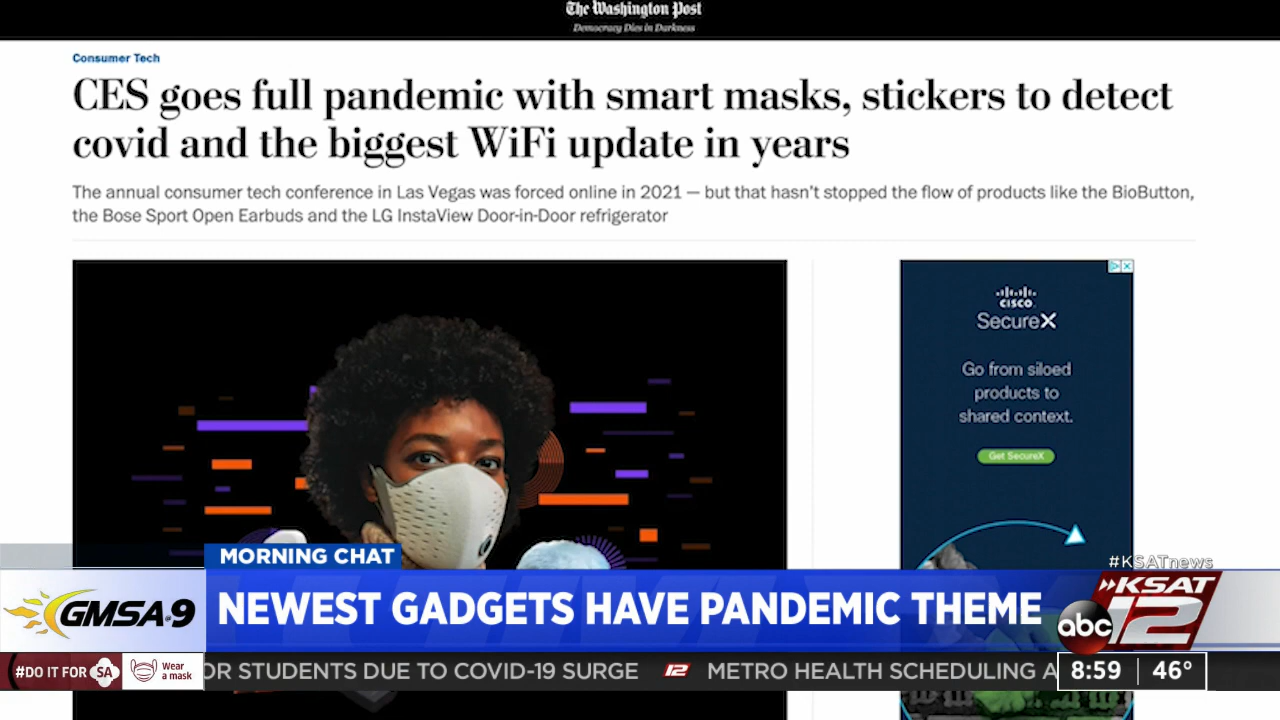 The Washington Post
Democracy Dies in Darkness
Consumer Tech
CES goes full pandemic with smart masks, stickers to detect
covid and the biggest WiFi update in years
The annual consumer tech conference in Las Vegas was forced online in 2021 — but that hasn't stopped the flow of products like the BioButton,
the Bose Sport Open Earbuds and the LG InstaView Door-in-Door refrigerator
CISCO
SecureX
Go from siloed
products to
shared context.
Get SecureX
MORNING CHAT
#KSATnews
GMSA@9
NEWEST GADGETS HAVE PANDEMIC THEME
abc
KSAT
12
#DO IT FOR SA
Wear
a mask
OR STUDENTS DUE TO COVID-19 SURGE 12 METRO HEALTH SCHEDULING A
8:59 46°